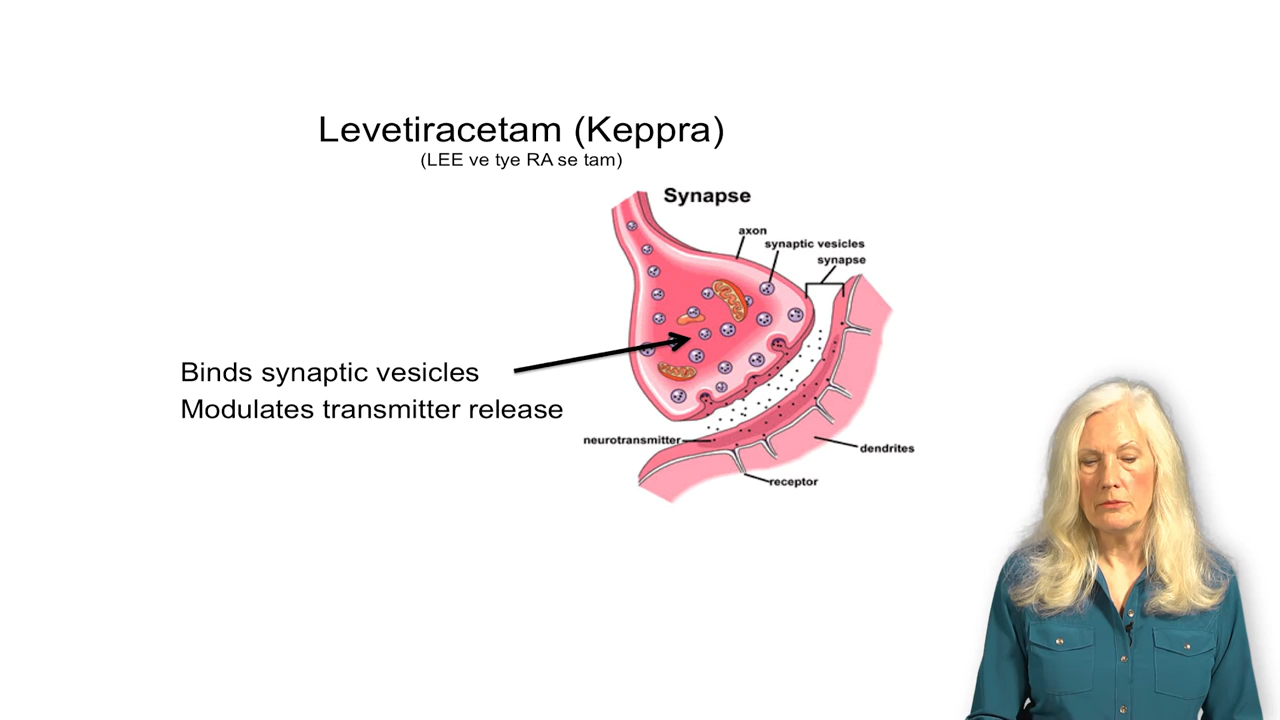 Levetiracetam (Keppra)
(LEE ve tye RA se tam)
Synapse
axon
synaptic vesicles
synapse
Binds synaptic vesicles
Modulates transmitter release
neurotransmitter
dendrites
receptor